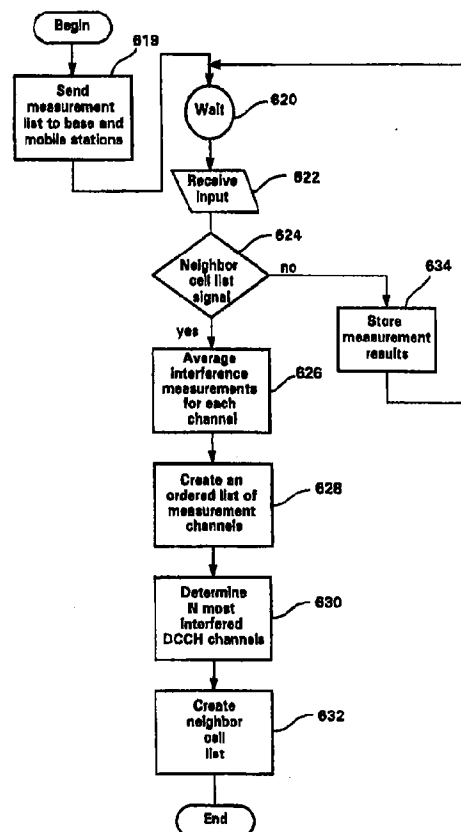 Begin
619
Send
measurement
list to base and
mobile stations
Wait
620
Receive
input
622
624
Neighbor
cell list
signal
no
yes
634
Store
measurement
results
Average
interference
measurements
for each
channel
626
Create an
ordered list of
measurement
channels
628
Determine
N most
interfered
DCCH channels
630
Create
neighbor
cell
list
632
End